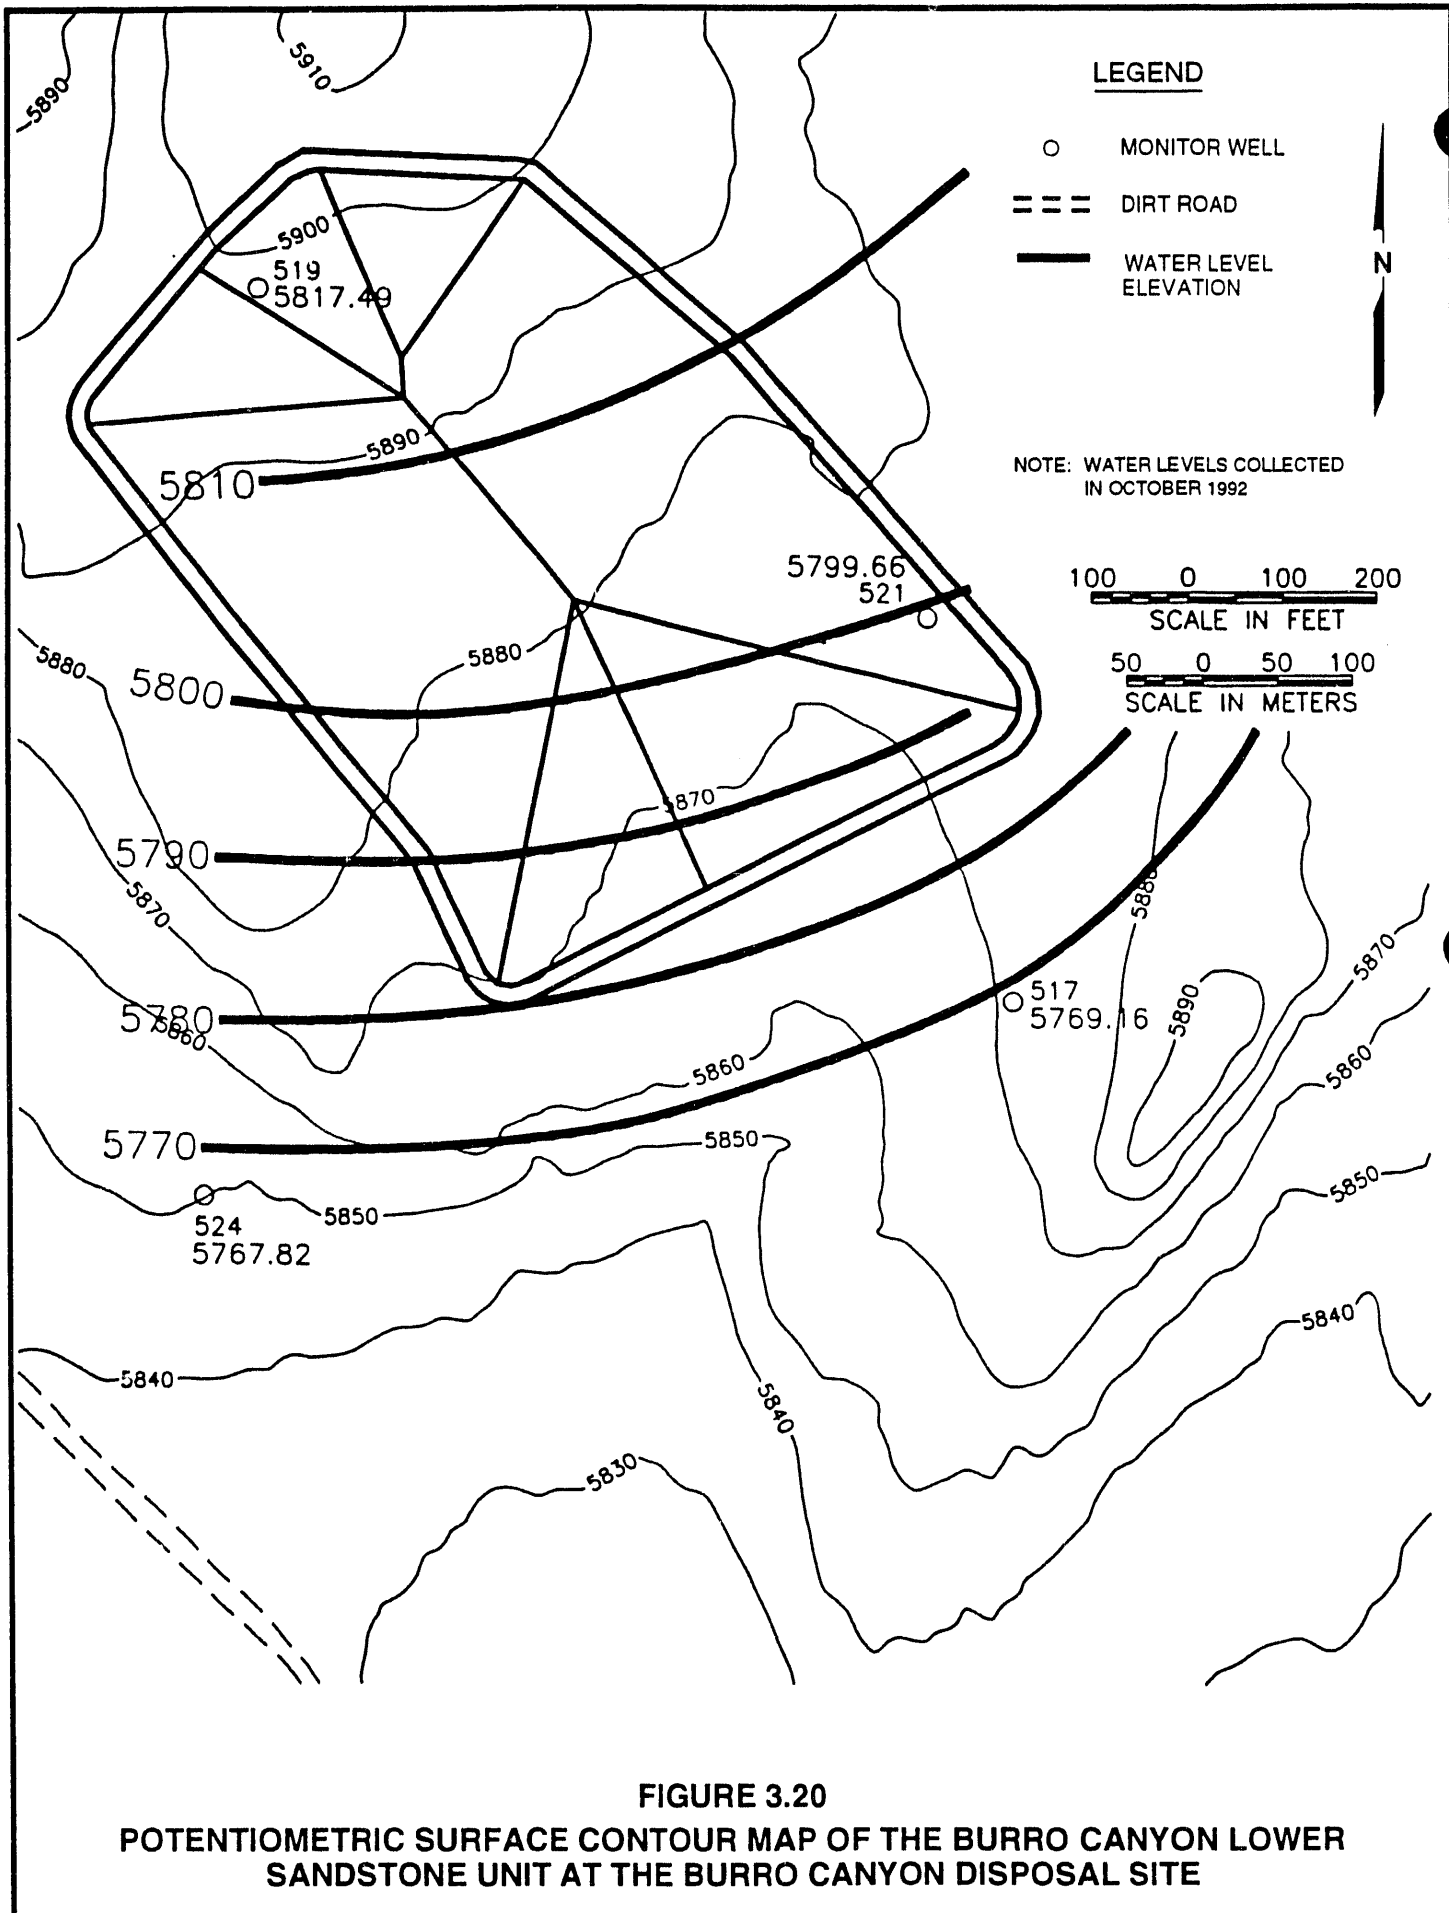 5910
5890
LEGEND
MONITOR WELL
DIRT ROAD
WATER LEVEL
ELEVATION
N
5900
519
5817.49
5890
5810
NOTE: WATER LEVELS COLLECTED
IN OCTOBER 1992
5799.66
521
100 0 100 200
SCALE IN FEET
50 0 50 100
SCALE IN METERS
5880
5880
5800
5870
5790
5870
5880
5870
517
5769.16
5890
5780
5860
5860
5860
5770
5850
5850
5850
524
5767.82
5840
5840
5840
5830
FIGURE 3.20
POTENTIOMETRIC SURFACE CONTOUR MAP OF THE BURRO CANYON LOWER
SANDSTONE UNIT AT THE BURRO CANYON DISPOSAL SITE